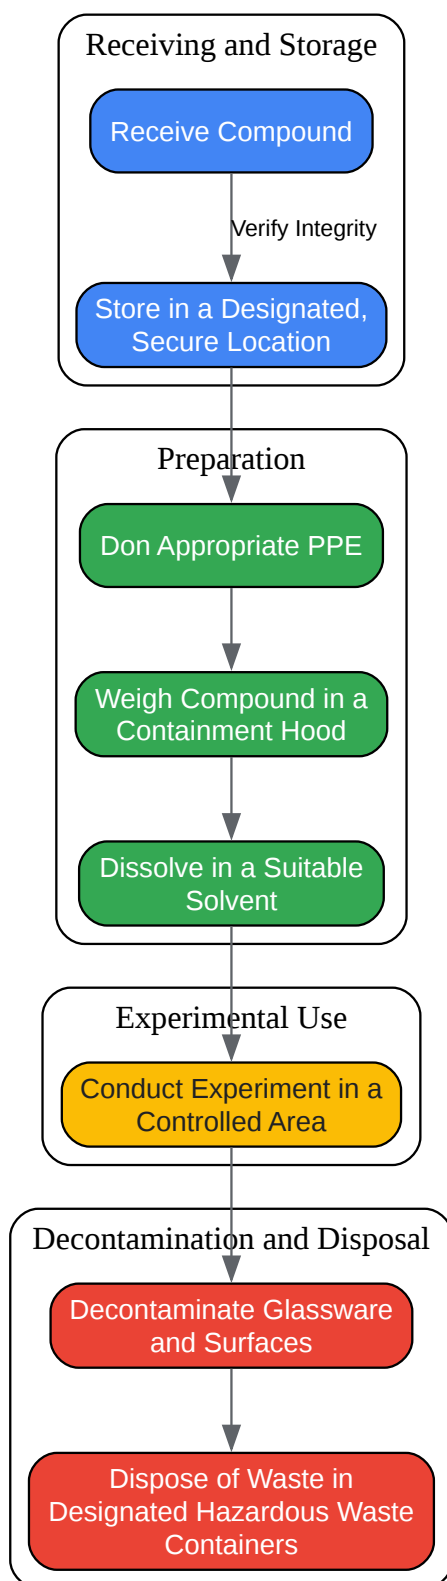 Receiving and Storage
Receive Compound
Verify Integrity
Store in a Designated,
Secure Location
Preparation
Don Appropriate PPE
Weigh Compound in a
Containment Hood
Dissolve in a Suitable
Solvent
Experimental Use
Conduct Experiment in a
Controlled Area
Decontamination and Disposal
Decontaminate Glassware
and Surfaces
Dispose of Waste in
Designated Hazardous Waste
Containers